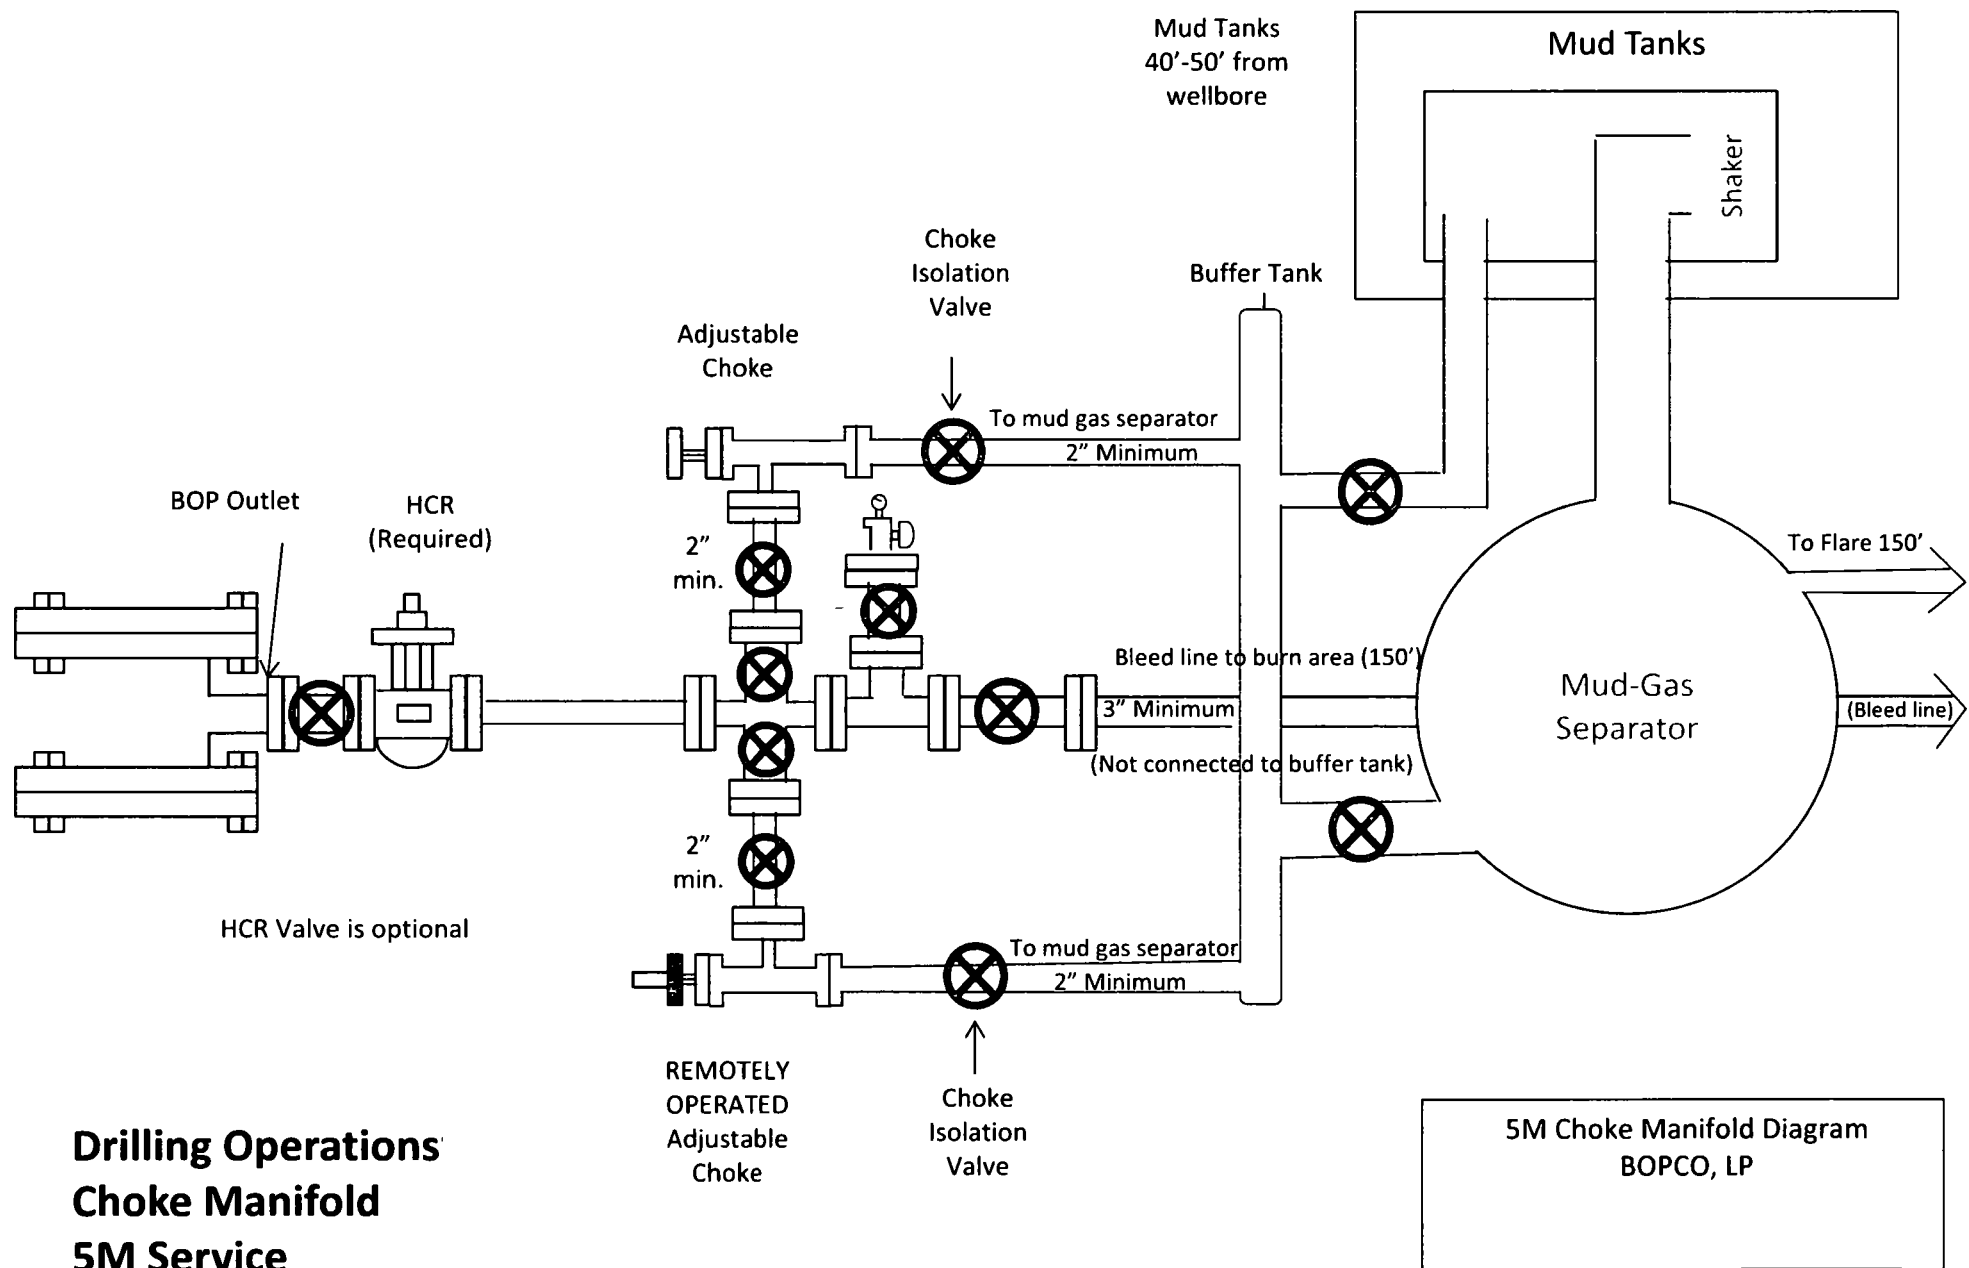 Mud Tanks
40’-50’ from
wellbore
Mud Tanks
Shaker
Choke
Isolation
Valve
Buffer Tank
Adjustable
Choke
To mud gas separator
2” Minimum
BOP Outlet
HCR
(Required)
2”
min.
To Flare 150’
Bleed line to burn area (150’)
3” Minimum
(Not connected to buffer tank)
Mud-Gas
Separator
(Bleed line)
2”
min.
HCR Valve is optional
To mud gas separator
2” Minimum
REMOTELY
OPERATED
Adjustable
Choke
Choke
Isolation
Valve
Drilling Operations
Choke Manifold
5M Service
5M Choke Manifold Diagram
BOPCO, LP